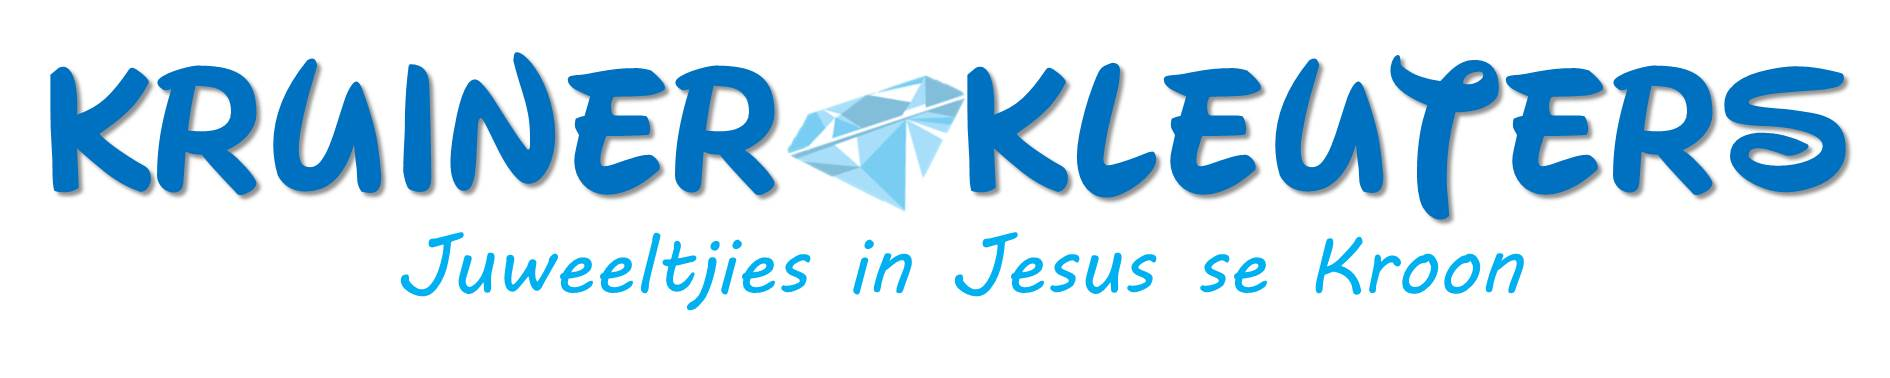 KRUINER KLEUTERS
Juweeltjies in Jesus se Kroon